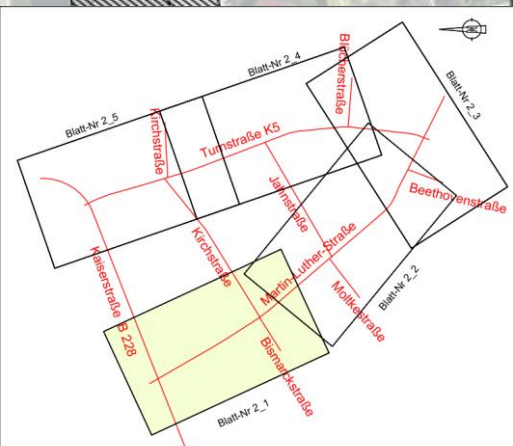 Blatt-Nr 2_4
Blücherstraße
Blatt-Nr 2_5
Kirchstraße
Turnstraße K5
Blatt-Nr 2_3
Jahnstraße
Beethovenstraße
Kirchstraße
Martin-Luther-Straße
Kaiserstraße B 228
Moltkestraße
Blatt-Nr 2_2
Bismarckstraße
Blatt-Nr 2_1